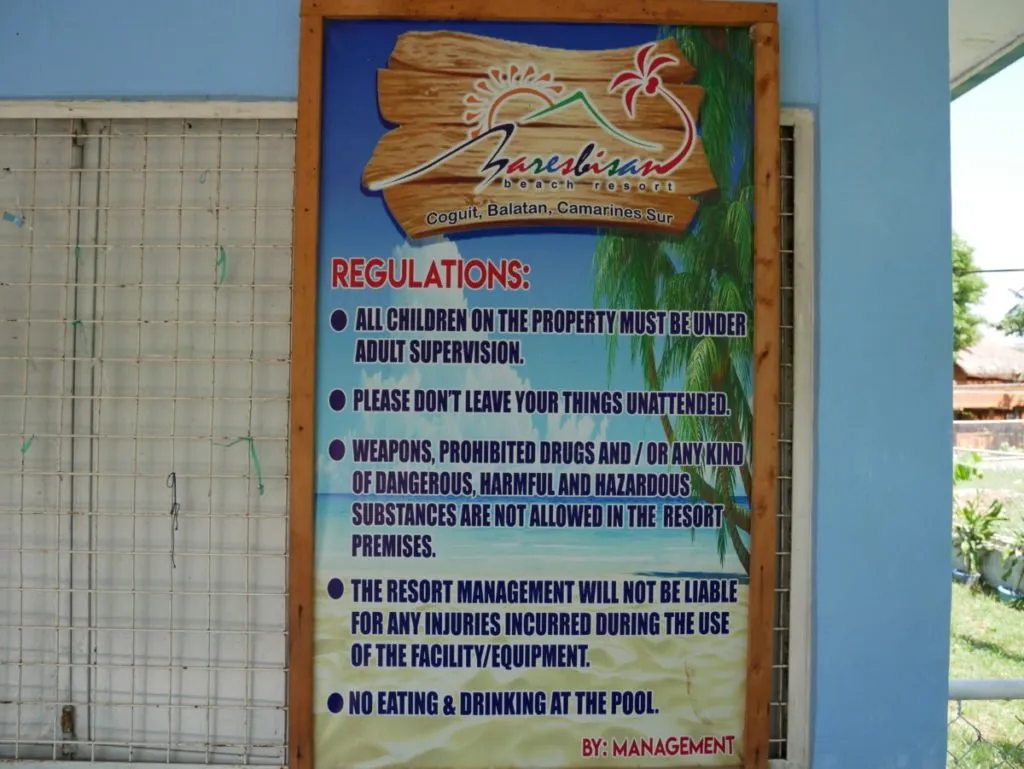 Maresbisan
beach resort
Coguit, Balatan, Camarines Sur
REGULATIONS:
● ALL CHILDREN ON THE PROPERTY MUST BE UNDER
ADULT SUPERVISION.
● PLEASE DON'T LEAVE YOUR THINGS UNATTENDED.
● WEAPONS, PROHIBITED DRUGS AND / OR ANY KIND
OF DANGEROUS, HARMFUL AND HAZARDOUS
SUBSTANCES ARE NOT ALLOWED IN THE RESORT
PREMISES.
● THE RESORT MANAGEMENT WILL NOT BE LIABLE
FOR ANY INJURIES INCURRED DURING THE USE
OF THE FACILITY/EQUIPMENT.
● NO EATING & DRINKING AT THE POOL.
BY: MANAGEMENT